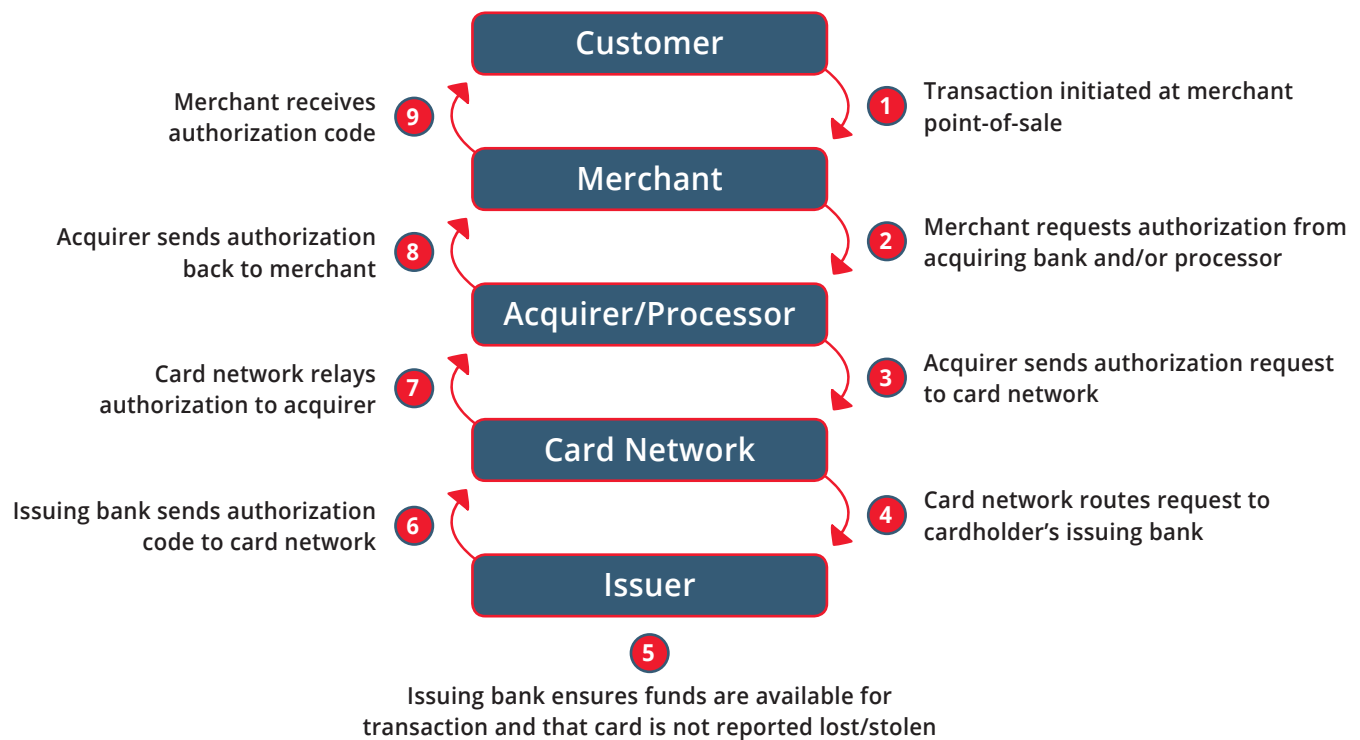 Customer
1
Transaction initiated at merchant
point-of-sale
Merchant receives
authorization code
9
Merchant
2
Merchant requests authorization from
acquiring bank and/or processor
Acquirer sends authorization
back to merchant
8
Acquirer/Processor
3
Acquirer sends authorization request
to card network
Card network relays
authorization to acquirer
7
Card Network
4
Card network routes request to
cardholder’s issuing bank
Issuing bank sends authorization
code to card network
6
Issuer
5
Issuing bank ensures funds are available for
transaction and that card is not reported lost/stolen